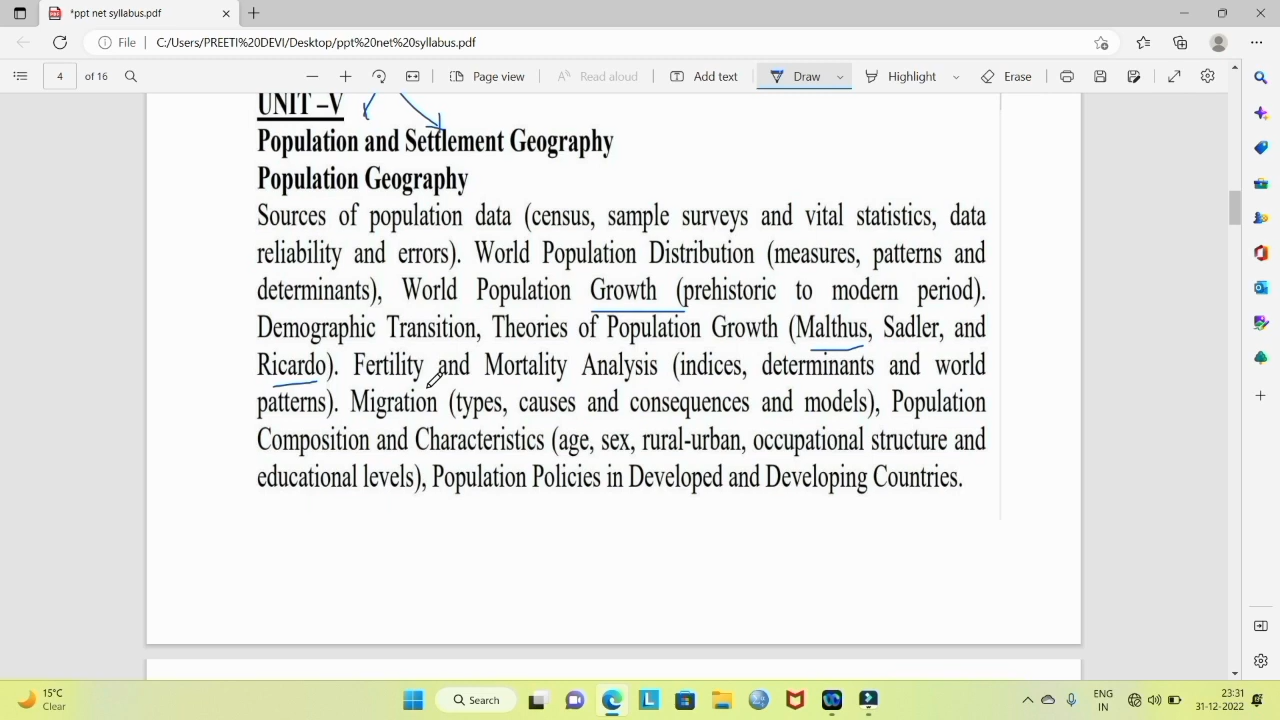 *ppt net syllabus.pdf
File C:/Users/PREETI%20DEVI/Desktop/ppt%20net%20syllabus.pdf
4 of 16 Page view Read aloud Add text Draw Highlight Erase
UNIT –V
Population and Settlement Geography
Population Geography
Sources of population data (census, sample surveys and vital statistics, data
reliability and errors). World Population Distribution (measures, patterns and
determinants), World Population Growth (prehistoric to modern period).
Demographic Transition, Theories of Population Growth (Malthus, Sadler, and
Ricardo). Fertility and Mortality Analysis (indices, determinants and world
patterns). Migration (types, causes and consequences and models), Population
Composition and Characteristics (age, sex, rural-urban, occupational structure and
educational levels), Population Policies in Developed and Developing Countries.
15°C
Clear
Search
ENG
IN
23:31
31-12-2022